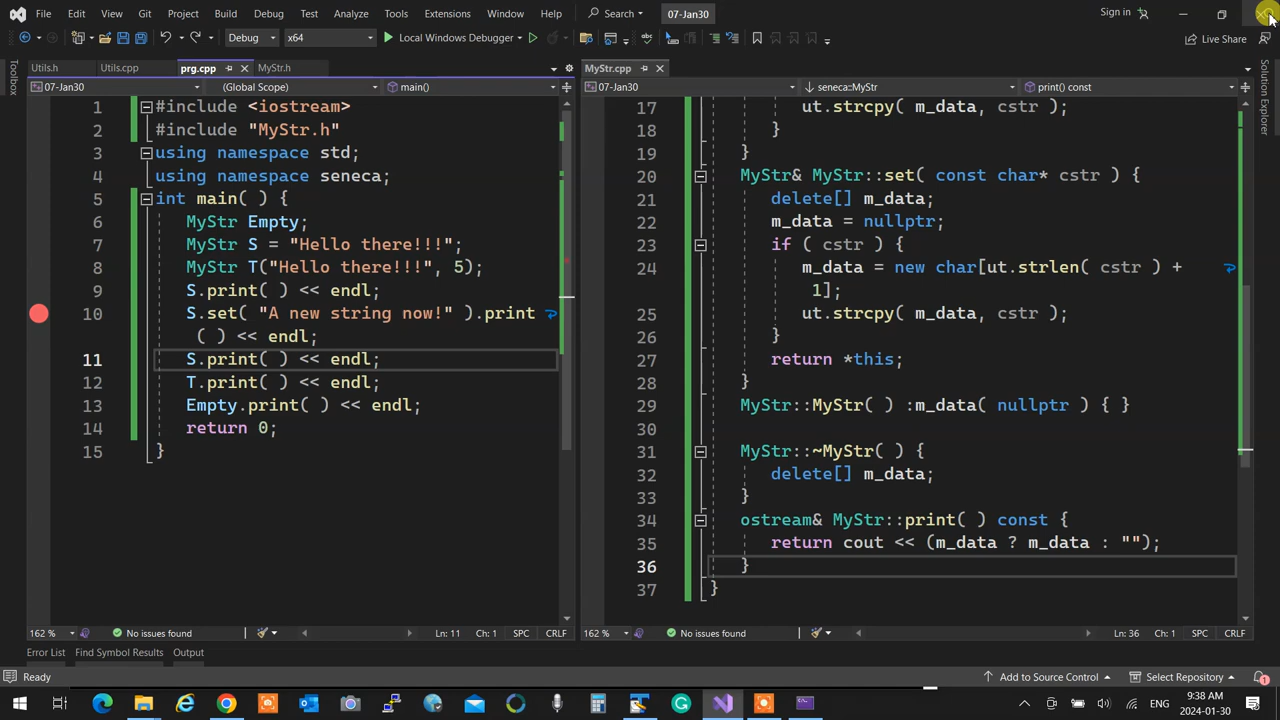 File Edit View Git Project Build Debug Test Analyze Tools Extensions Window Help Search 07-Jan30 Sign in
Debug x64 Local Windows Debugger Live Share
Toolbox
Solution Explorer
Utils.h Utils.cpp prg.cpp MyStr.h
07-Jan30 (Global Scope) main()
1 #include <iostream>
2 #include "MyStr.h"
3 using namespace std;
4 using namespace seneca;
5 int main( ) {
6 MyStr Empty;
7 MyStr S = "Hello there!!!";
8 MyStr T("Hello there!!!", 5);
9 S.print( ) << endl;
10 S.set( "A new string now!" ).print
( ) << endl;
11 S.print( ) << endl;
12 T.print( ) << endl;
13 Empty.print( ) << endl;
14 return 0;
15 }
162 % No issues found Ln: 11 Ch: 1 SPC CRLF
MyStr.cpp
07-Jan30 seneca::MyStr print() const
17 ut.strcpy( m_data, cstr );
18 }
19 }
20 MyStr& MyStr::set( const char* cstr ) {
21 delete[] m_data;
22 m_data = nullptr;
23 if ( cstr ) {
24 m_data = new char[ut.strlen( cstr ) +
1];
25 ut.strcpy( m_data, cstr );
26 }
27 return *this;
28 }
29 MyStr::MyStr( ) :m_data( nullptr ) { }
30
31 MyStr::~MyStr( ) {
32 delete[] m_data;
33 }
34 ostream& MyStr::print( ) const {
35 return cout << (m_data ? m_data : "");
36 }
37 }
162 % No issues found Ln: 36 Ch: 1 SPC CRLF
Error List Find Symbol Results Output
Ready Add to Source Control Select Repository 1
ENG 9:38 AM
2024-01-30